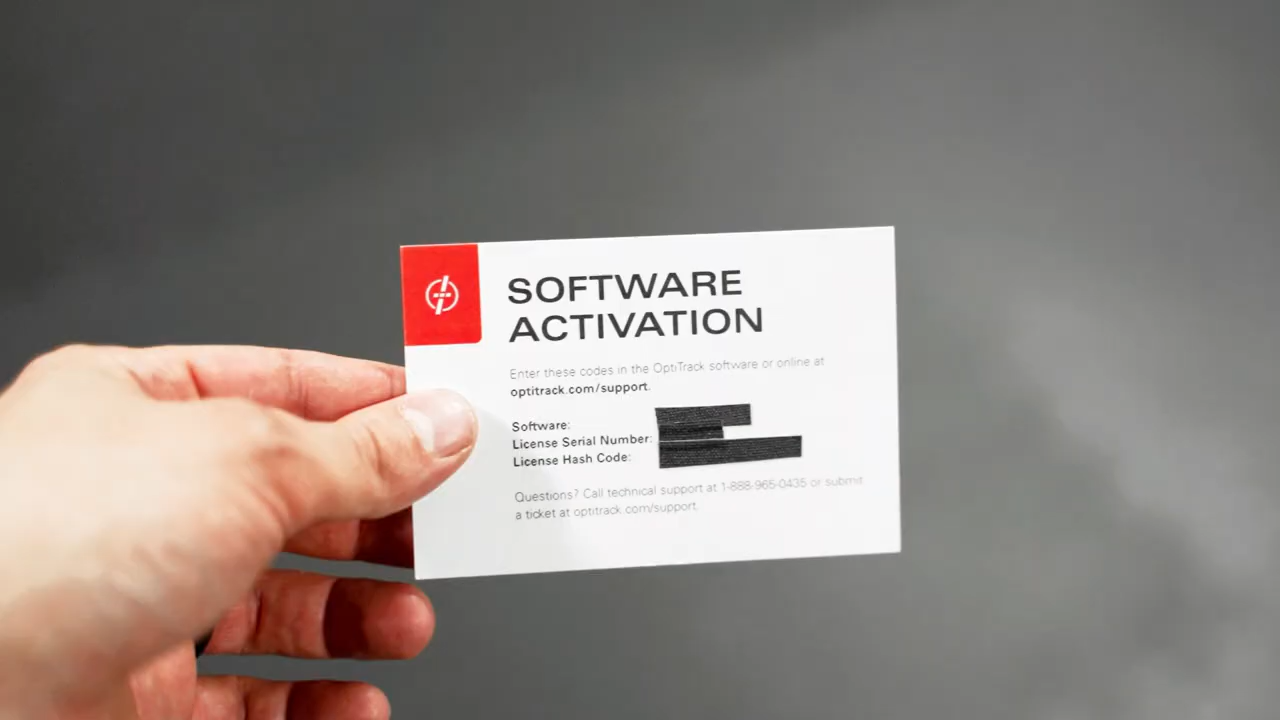 SOFTWARE
ACTIVATION
Enter these codes in the OptiTrack software or online at
optitrack.com/support.
Software:
License Serial Number:
License Hash Code:
Questions? Call technical support at 1-888-965-0435 or submit
a ticket at optitrack.com/support.